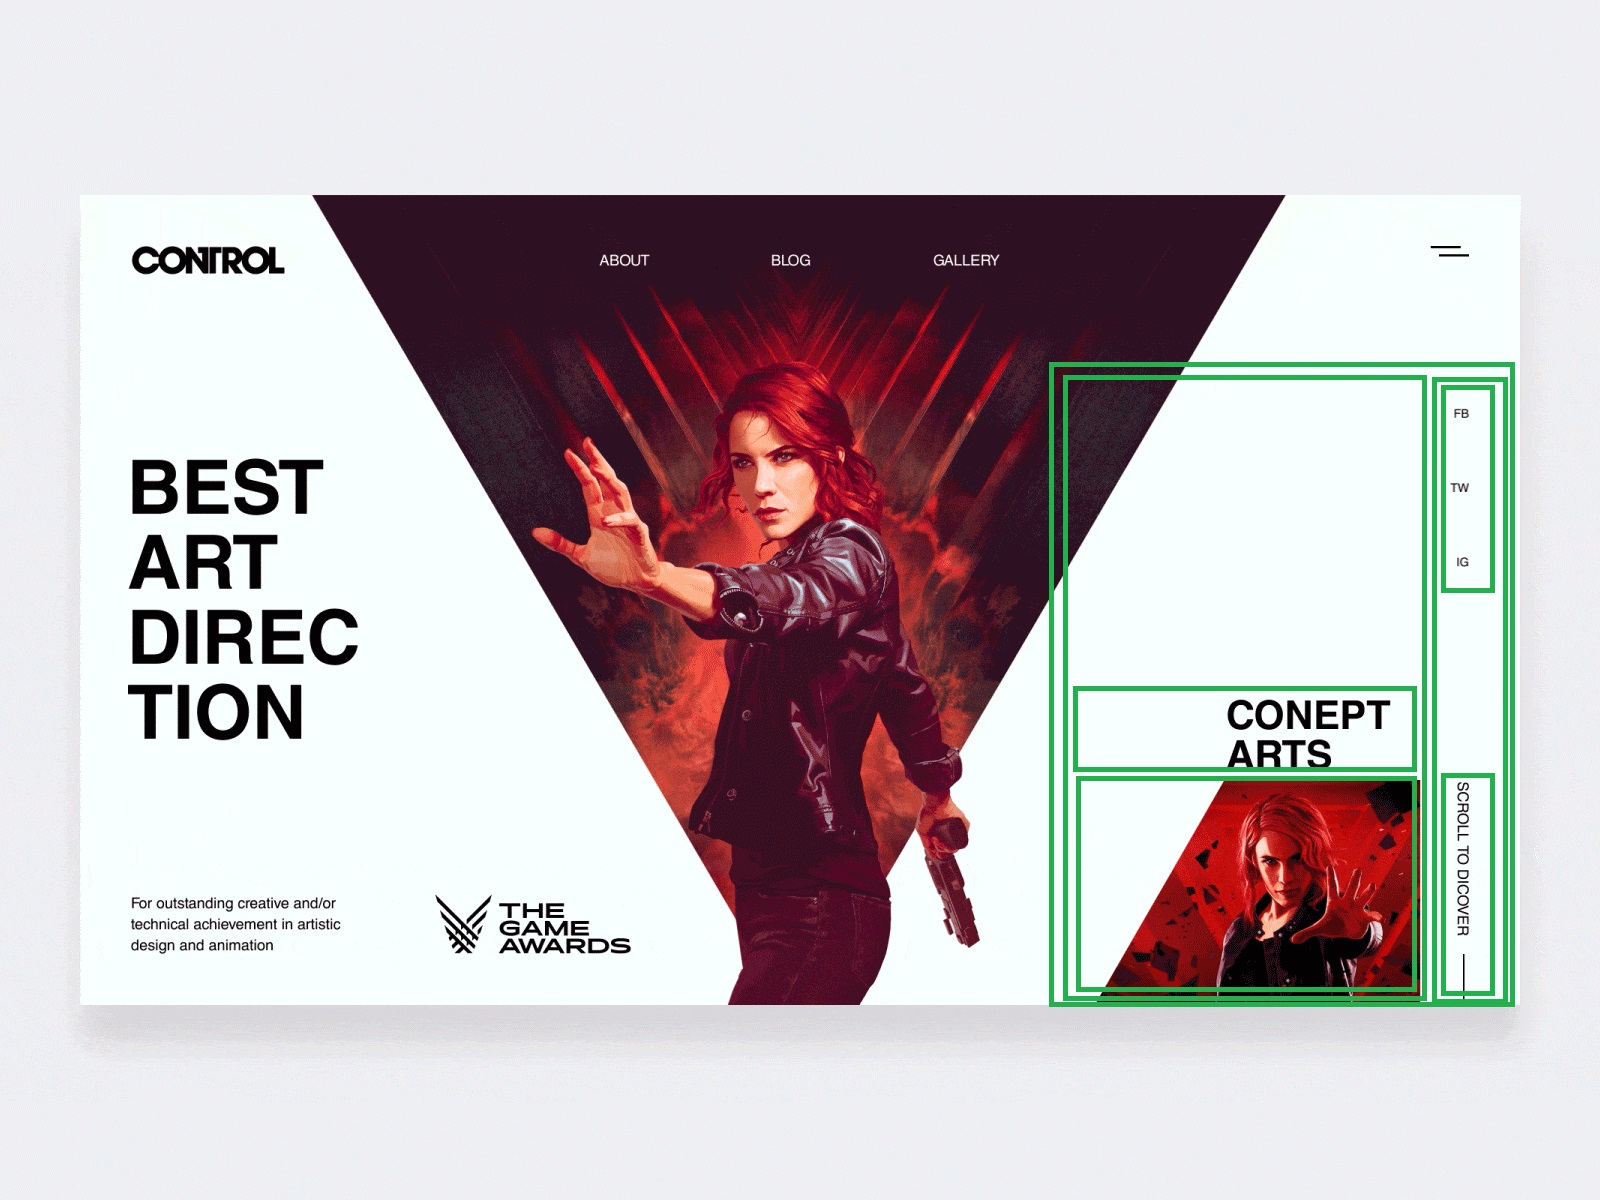 CONTROL
ABOUT
BLOG
GALLERY
BEST
ART
DIREC
TION
For outstanding creative and/or
technical achievement in artistic
design and animation
THE
GAME
AWARDS
CONEPT
ARTS
FB
TW
IG
SCROLL TO DICOVER